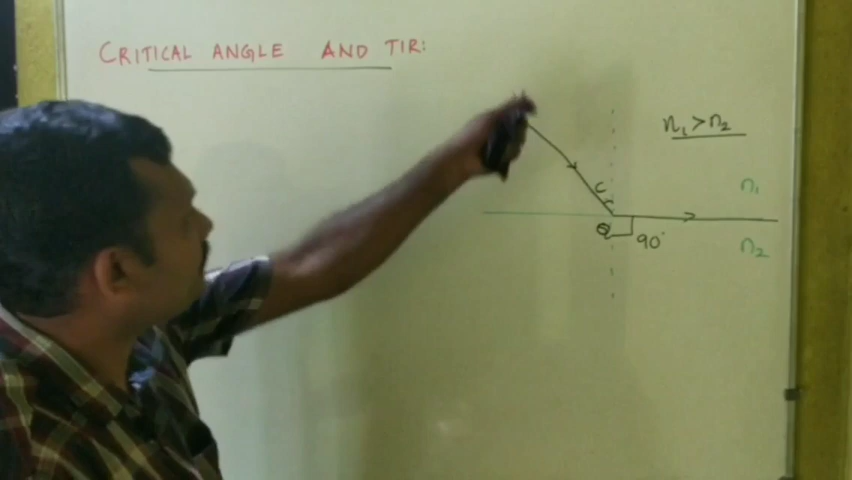 CRITICAL ANGLE AND TIR:
n₁ > n₂
n₁
C
θ 90°
n₂